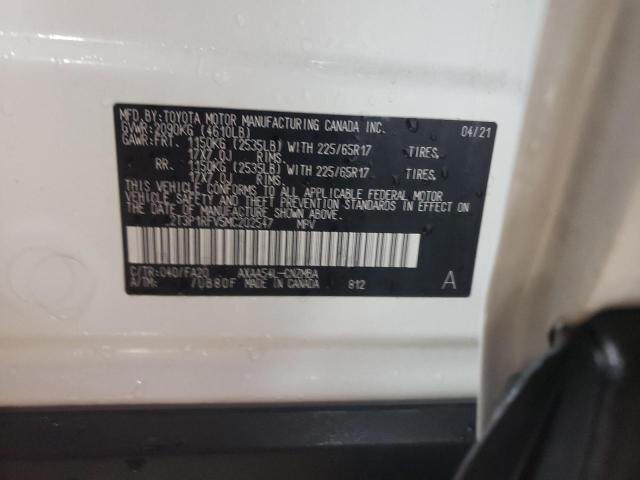 MFD.BY:TOYOTA MOTOR MANUFACTURING CANADA INC. 04/21
GVWR: 2090KG (4610LB)
GAWR:FRT. 1150KG (2535LB) WITH 225/65R17 TIRES,
17X7.0J RIMS,
RR. 1150KG (2535LB) WITH 225/65R17 TIRES,
17X7.0J RIMS.
THIS VEHICLE CONFORMS TO ALL APPLICABLE FEDERAL MOTOR
VEHICLE SAFETY AND THEFT PREVENTION STANDARDS IN EFFECT
ON THE DATE OF MANUFACTURE SHOWN ABOVE.
MPV
C/TR:040/FA20 AXAA54L-CNZMBA
A/TM: /UB80F MADE IN CANADA 812 A